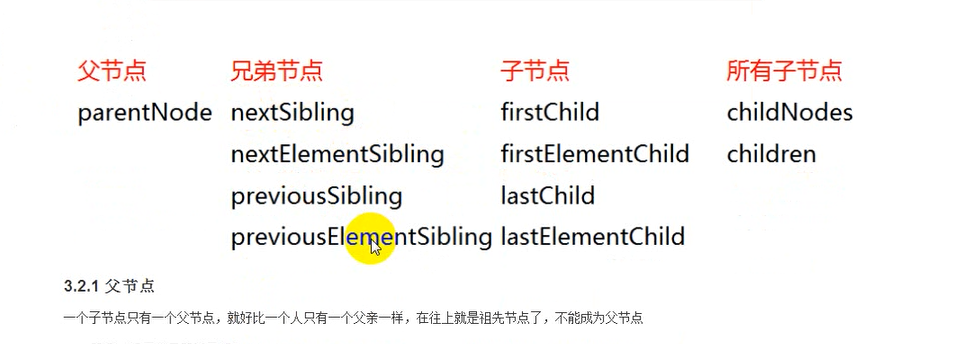 父节点 兄弟节点 子节点 所有子节点
parentNode nextSibling firstChild childNodes
nextElementSibling firstElementChild children
previousSibling lastChild
previousElementSibling lastElementChild
3.2.1 父节点
一个子节点只有一个父节点，就好比一个人只有一个父亲一样，在往上就是祖先节点了，不能成为父节点